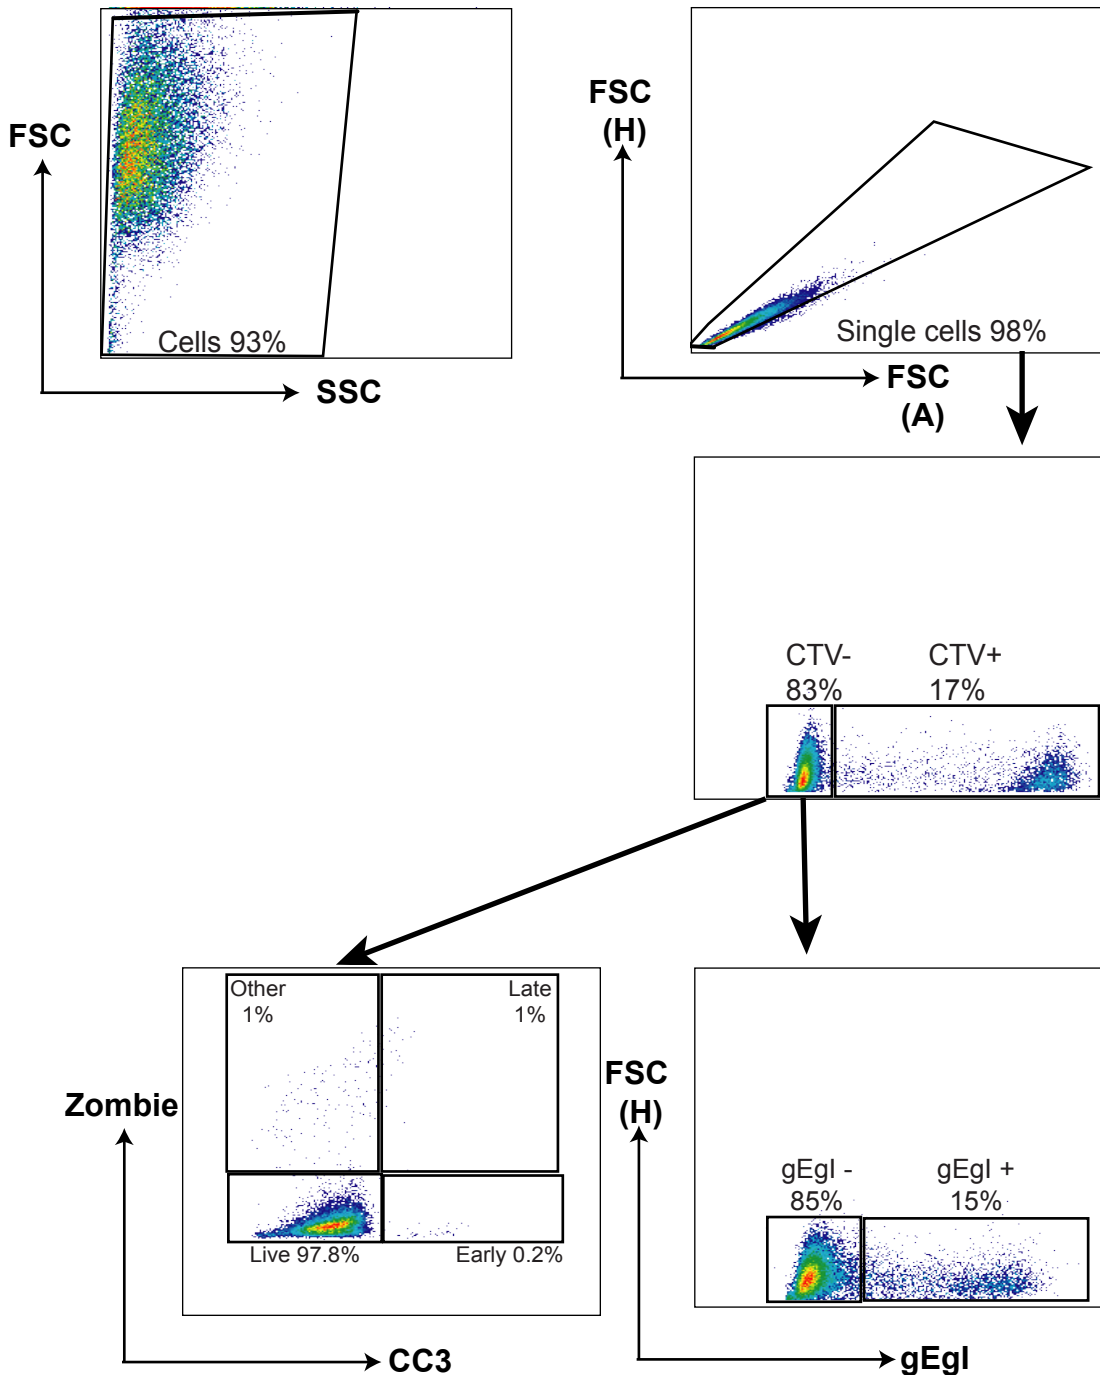 FSC
Cells 93%
SSC
FSC
(H)
Single cells 98%
FSC
(A)
CTV-
83%
CTV+
17%
Other
1%
Late
1%
Zombie
Live 97.8%
Early 0.2%
CC3
FSC
(H)
gEgI -
85%
gEgI +
15%
gEgI